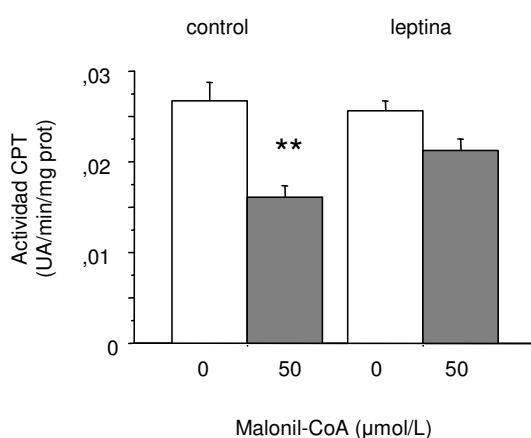 control leptina
,03
,02
,01
0
Actividad CPT
(UA/min/mg prot)
**
0 50 0 50
Malonil-CoA (µmol/L)